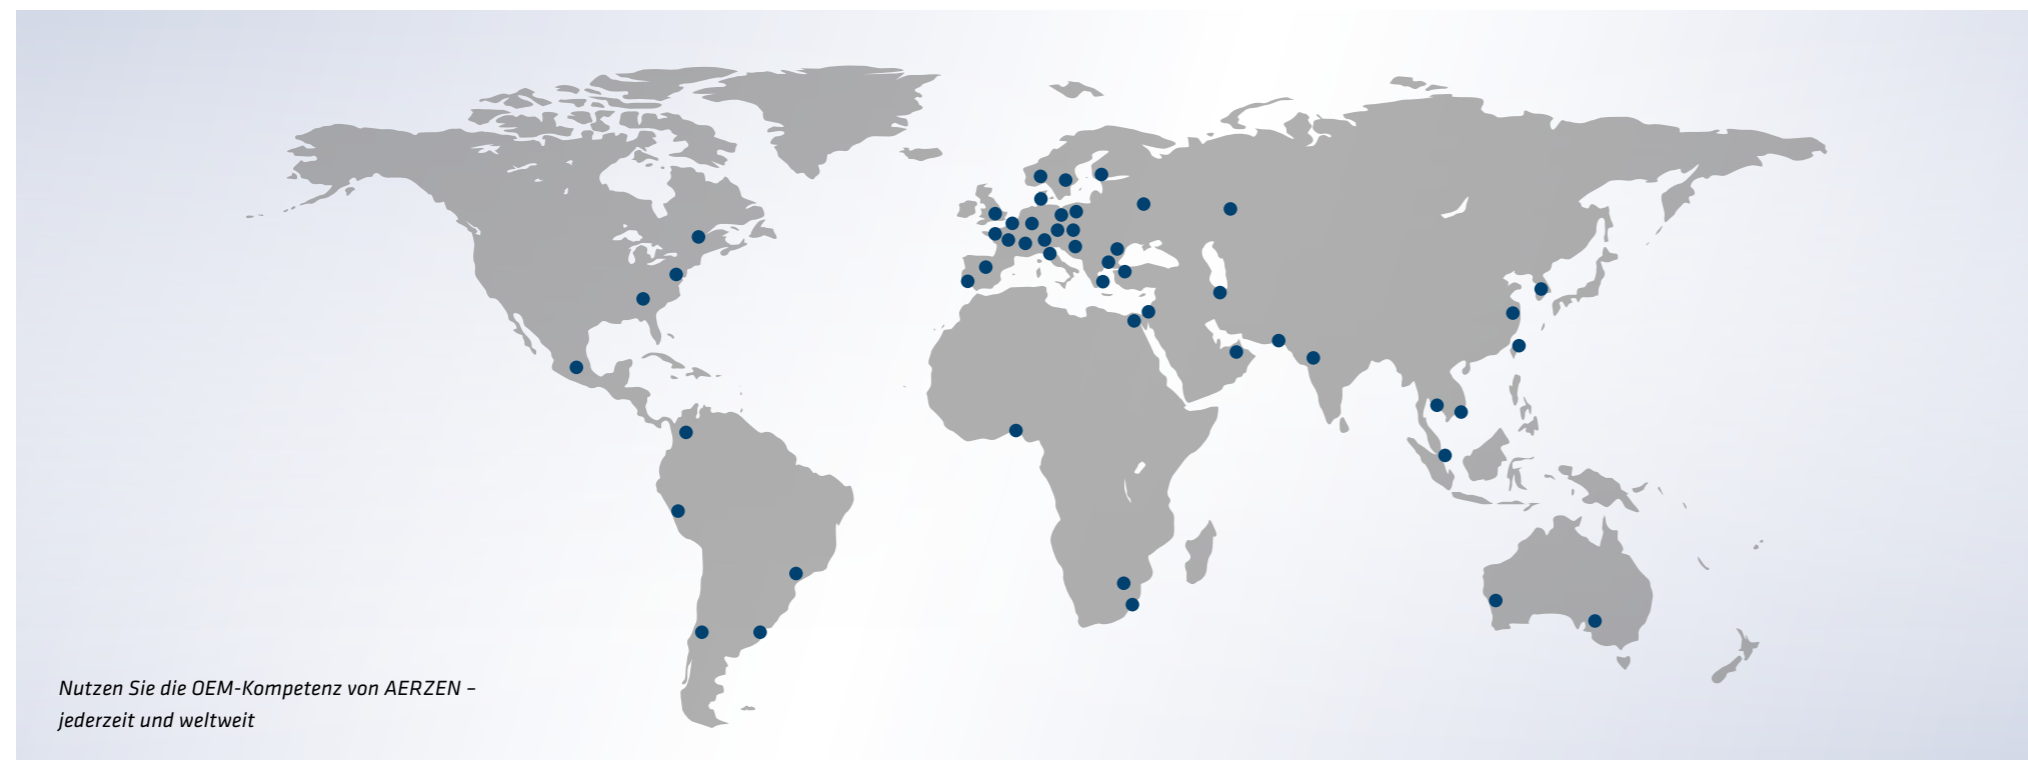 Nutzen Sie die OEM-Kompetenz von AERZEN –
jederzeit und weltweit